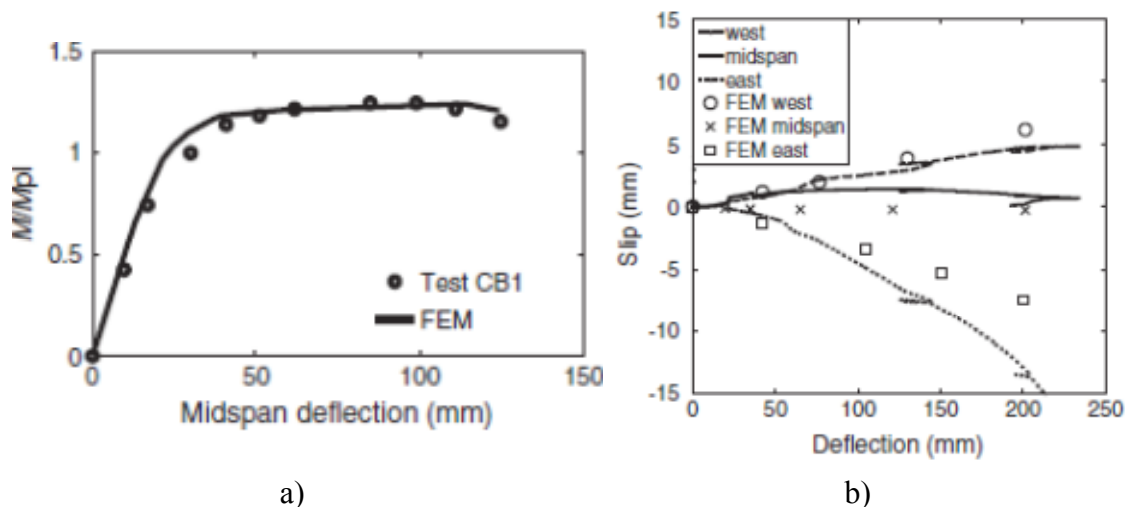 1.5
1
0.5
0
M/Mpl
Test CB1
FEM
0 50 100 150
Midspan deflection (mm)
a)
west
midspan
east
FEM west
FEM midspan
FEM east
15
10
5
0
-5
-10
-15
Slip (mm)
0 50 100 150 200 250
Deflection (mm)
b)